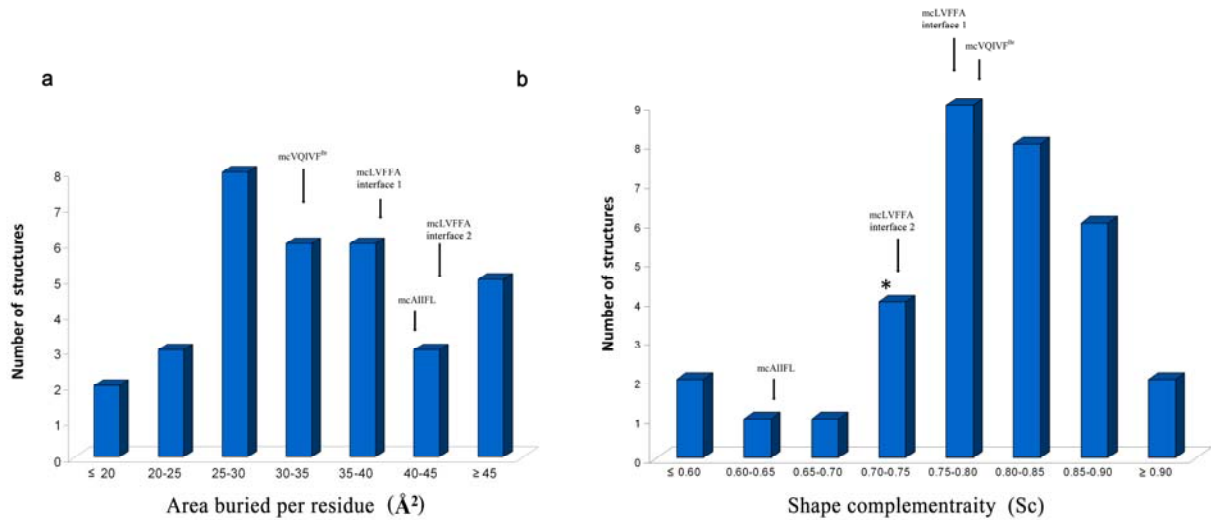 a
Number of structures
8
7
6
5
4
3
2
1
0
mcVQIVFᴮʳ
mcLVFFA
interface 1
mcLVFFA
interface 2
mcAIIFL
≤ 20 20-25 25-30 30-35 35-40 40-45 ≥ 45
Area buried per residue (Å²)
b
Number of structures
9
8
7
6
5
4
3
2
1
0
mcLVFFA
interface 1
mcVQIVFᴮʳ
mcLVFFA
interface 2
*
mcAIIFL
≤ 0.60 0.60-0.65 0.65-0.70 0.70-0.75 0.75-0.80 0.80-0.85 0.85-0.90 ≥ 0.90
Shape complementraity (Sc)